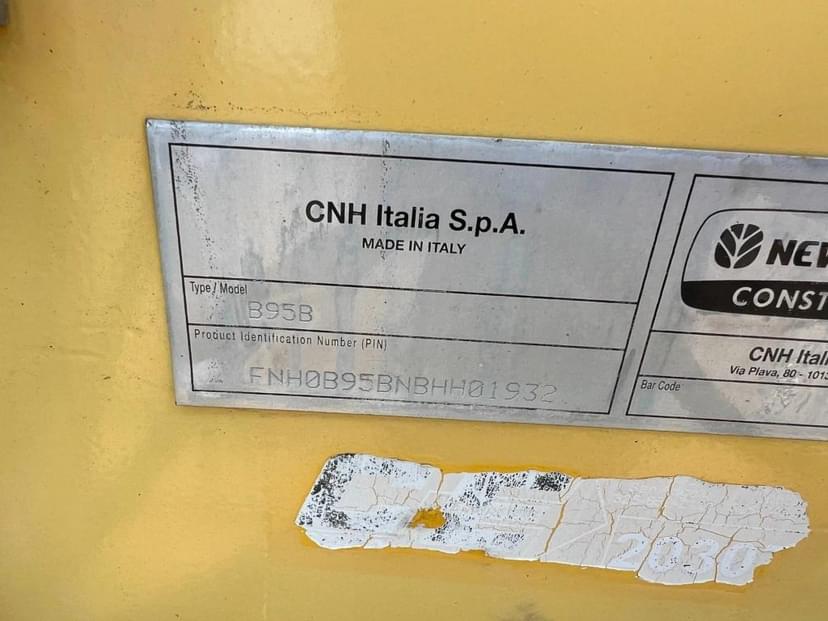 CNH Italia S.p.A.
MADE IN ITALY
Type / Model
B95B
Product Identification Number (PIN)
FNH0B95BNBHH01932
NEW
CONST
CNH Itali
Via Plava, 80 - 1013
Bar Code
2030